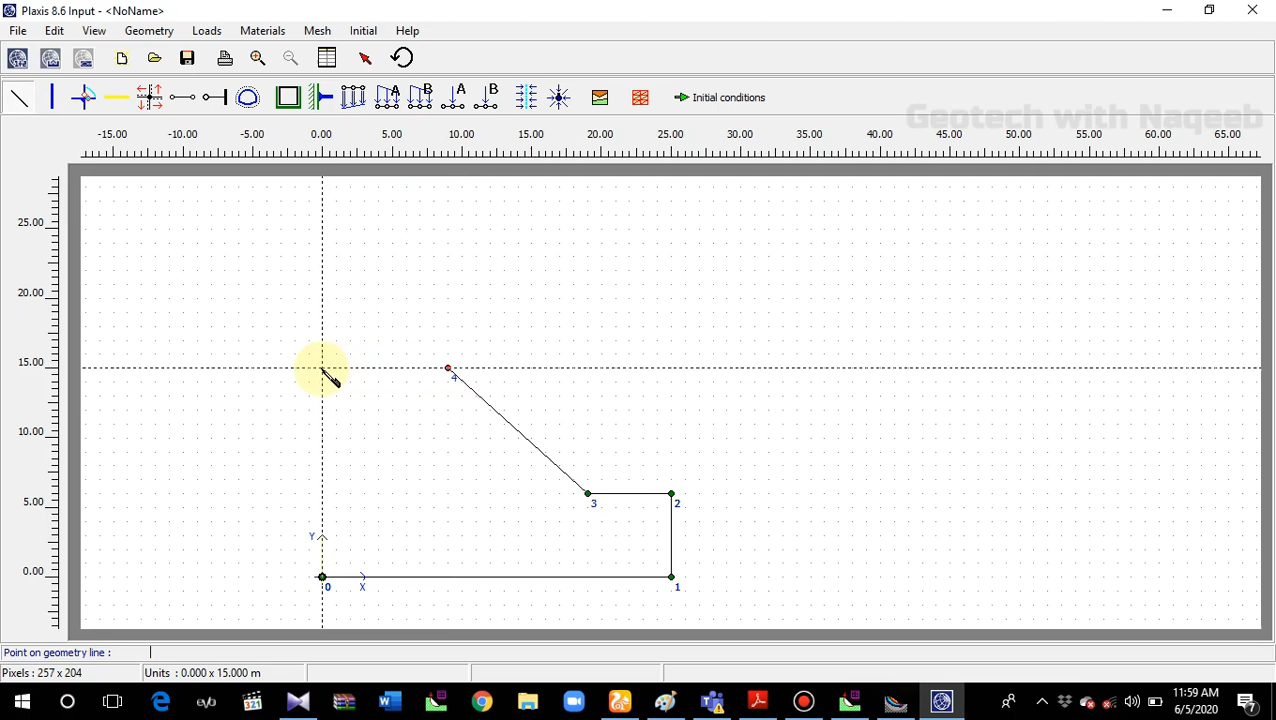 Plaxis 8.6 Input - <NoName>
File Edit View Geometry Loads Materials Mesh Initial Help
A B A B Initial conditions
Geotech with Naqeeb
-15.00 -10.00 -5.00 0.00 5.00 10.00 15.00 20.00 25.00 30.00 35.00 40.00 45.00 50.00 55.00 60.00 65.00
25.00
20.00
15.00
4
10.00
5.00
3 2
Y
0.00
0 X 1
Point on geometry line :
Pixels : 257 x 204 Units : 0.000 x 15.000 m
321
11:59 AM
6/5/2020
7